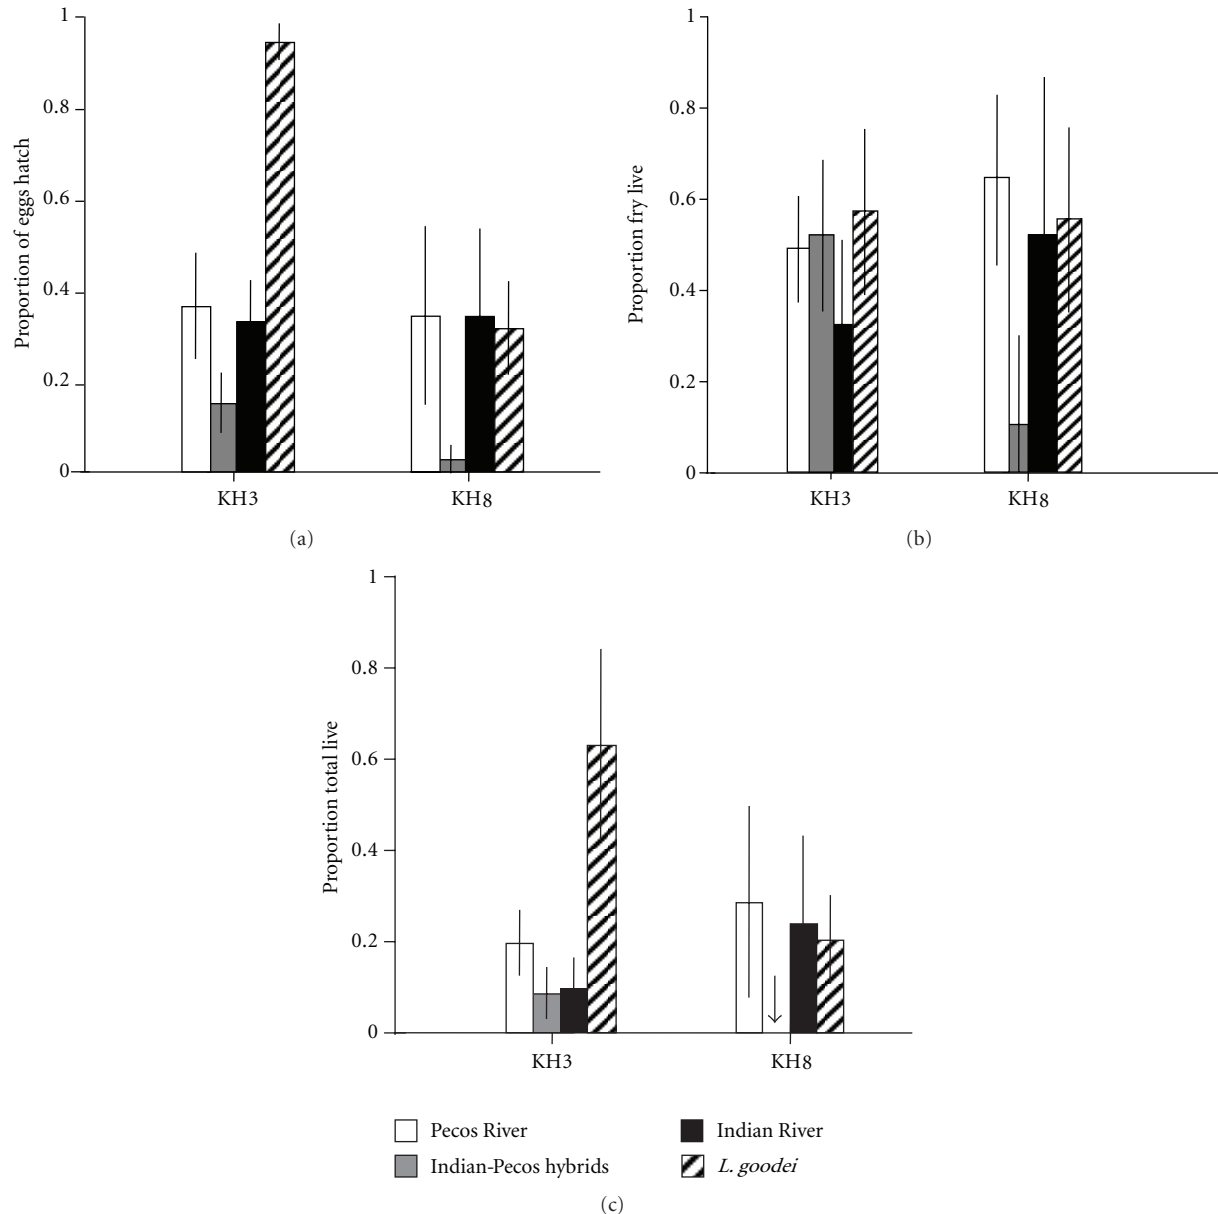 1
0.8
0.6
0.4
0.2
0
Proportion of eggs hatch
KH3 KH8
(a)
1
0.8
0.6
0.4
0.2
0
Proportion fry live
KH3 KH8
(b)
1
0.8
0.6
0.4
0.2
0
Proportion total live
KH3 KH8
Pecos River
Indian-Pecos hybrids
Indian River
L. goodei
(c)